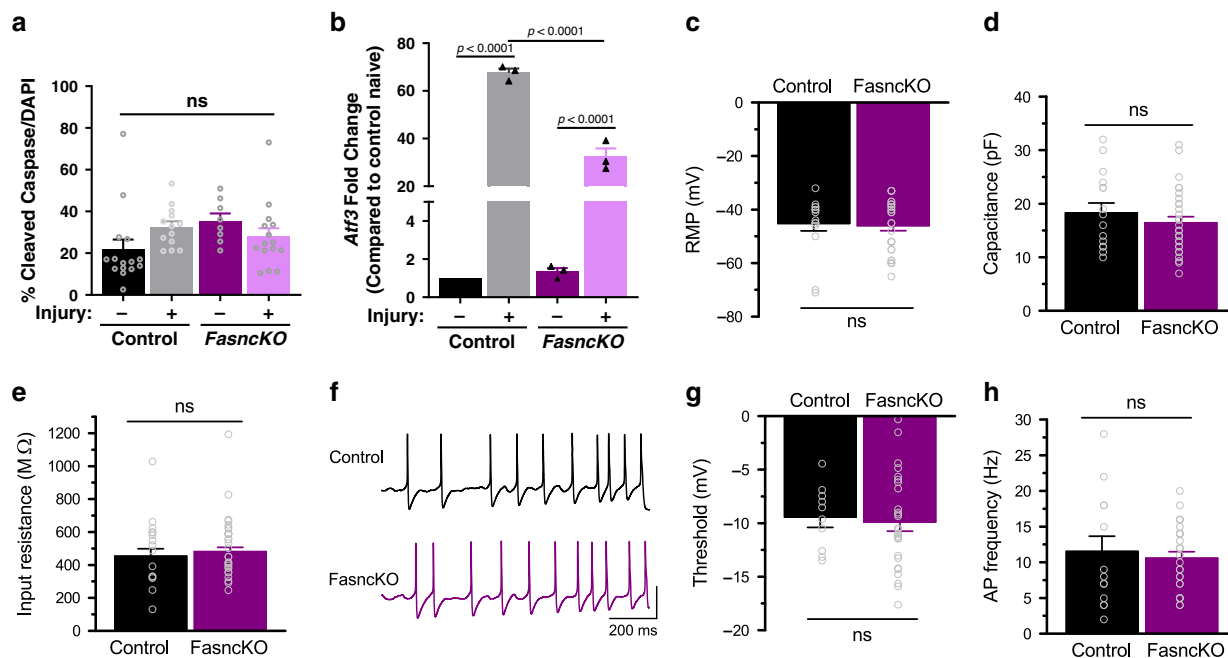 a
% Cleaved Caspase/DAPI
100
80
60
40
20
0
ns
Injury: – + – +
Control FasncKO
b
Atf3 Fold Change
(Compared to control naive)
80
60
40
20
4
2
0
p < 0.0001
p < 0.0001
p < 0.0001
Injury: – + – +
Control FasncKO
c
Control FasncKO
RMP (mV)
0
−20
−40
−60
−80
ns
d
Capacitance (pF)
40
30
20
10
0
ns
Control FasncKO
e
Input resistance (M Ω)
1200
1000
800
600
400
200
0
ns
Control FasncKO
f
Control
FasncKO
200 ms
g
Control FasncKO
Threshold (mV)
0
−5
−10
−15
−20
ns
h
AP frequency (Hz)
30
25
20
15
10
5
0
ns
Control FasncKO